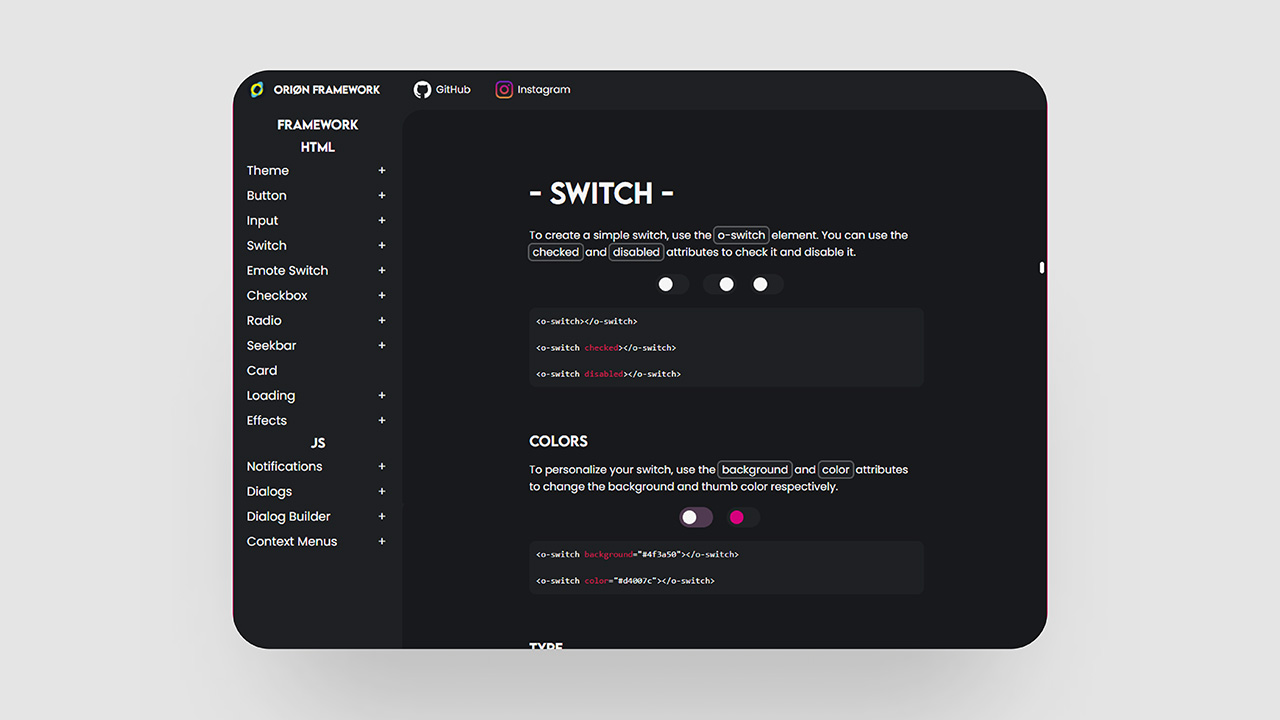 ORIØN FRAMEWORK
GitHub
Instagram
FRAMEWORK
HTML
Theme +
Button +
Input +
Switch +
Emote Switch +
Checkbox +
Radio +
Seekbar +
Card
Loading +
Effects +
JS
Notifications +
Dialogs +
Dialog Builder +
Context Menus +
- SWITCH -
To create a simple switch, use the o-switch element. You can use the
checked and disabled attributes to check it and disable it.
<o-switch></o-switch>
<o-switch checked></o-switch>
<o-switch disabled></o-switch>
COLORS
To personalize your switch, use the background and color attributes
to change the background and thumb color respectively.
<o-switch background="#4f3a50"></o-switch>
<o-switch color="#d4007c"></o-switch>
TYPE